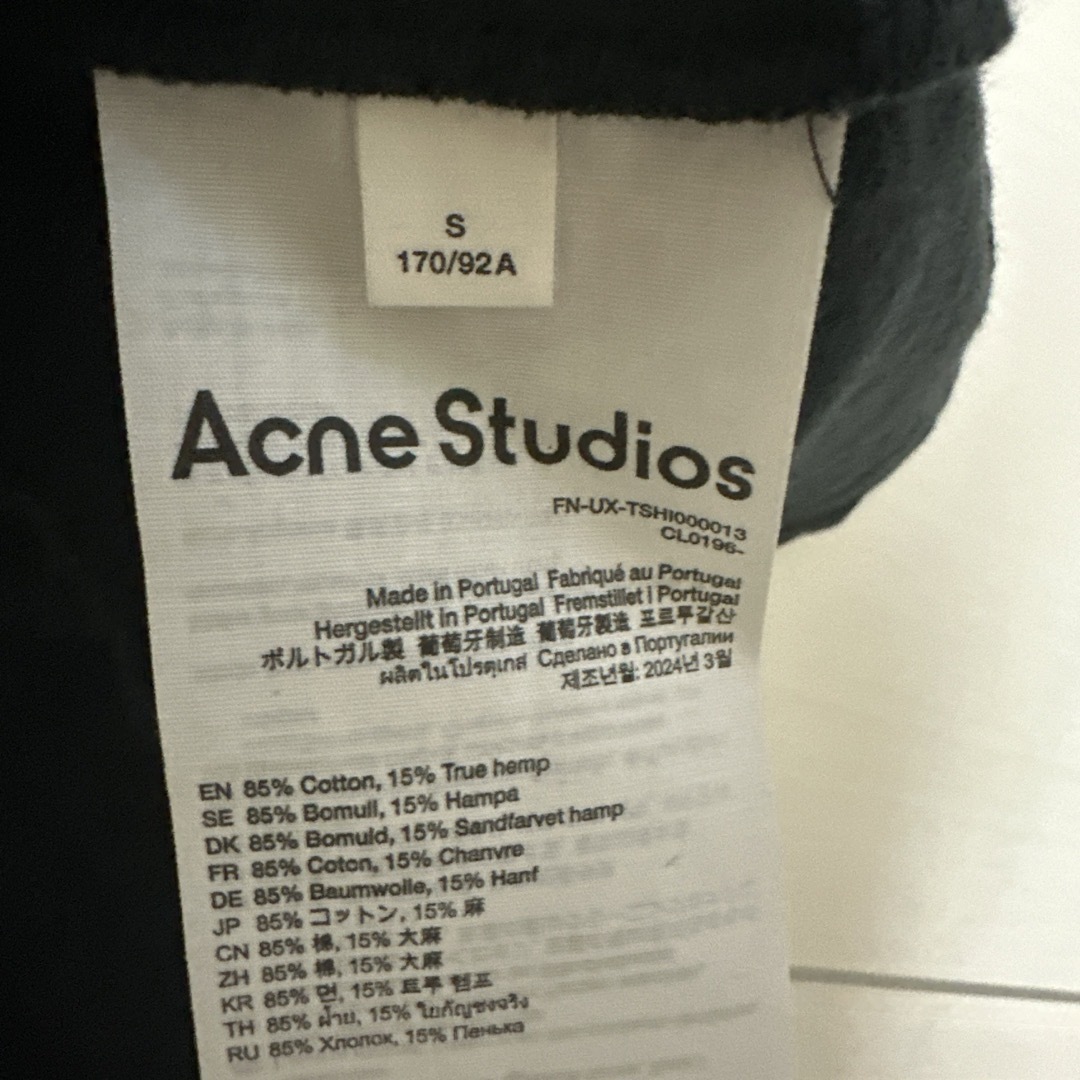 S
170/92A
Acne Studios
FN-UX-TSHI000013
CL0196-
Made in Portugal Fabriqué au Portugal
Hergestellt in Portugal Fremstillet i Portugal
ポルトガル製 葡萄牙制造 葡萄牙製造 포르투갈산
ผลิตในโปรตุเกส Сделано в Португалии
제조년월: 2024년 3월
EN 85% Cotton, 15% True hemp
SE 85% Bomull, 15% Hampa
DK 85% Bomuld, 15% Sandfarvet hamp
FR 85% Coton, 15% Chanvre
DE 85% Baumwolle, 15% Hanf
JP 85% コットン, 15% 麻
CN 85% 棉, 15% 大麻
ZH 85% 棉, 15% 大麻
KR 85% 면, 15% 트루 헴프
TH 85% ฝ้าย, 15% ใยกัญชงจริง
RU 85% Хлопок, 15% Пенька